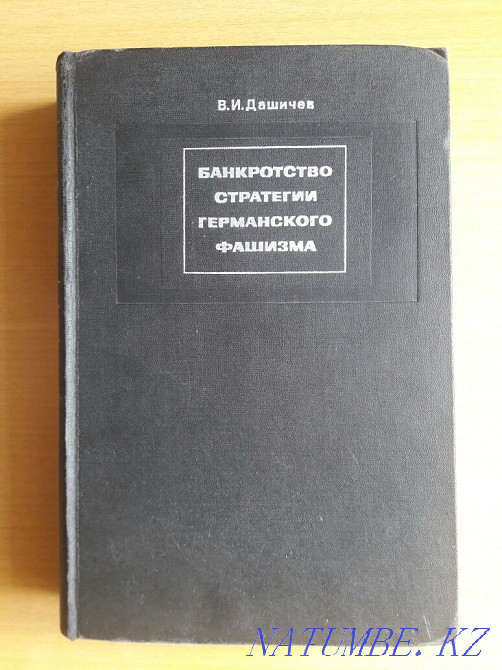 В.И.Дашичев
БАНКРОТСТВО
СТРАТЕГИИ
ГЕРМАНСКОГО
ФАШИЗМА
NATUMBE. KZ